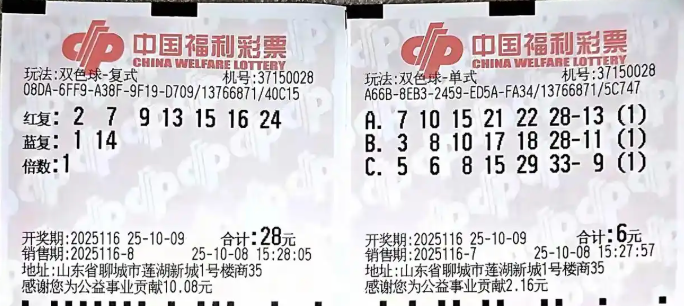 中国福利彩票
CHINA WELFARE LOTTERY
玩法:双色球-复式 机号:37150028
08DA-6FF9-A38F-9F19-D709/13766871/40C15
红复: 2 7 9 13 15 16 24
蓝复: 1 14
倍数:1
开奖期:2025116 25-10-09 合计:28元
销售期:2025116-8 25-10-08 15:28:05
地址:山东省聊城市莲湖新城1号楼商35
感谢您为公益事业贡献10.08元
中国福利彩票
CHINA WELFARE LOTTERY
玩法:双色球-单式 机号:37150028
A66B-8EB3-2459-ED5A-FA34/13766871/5C747
A. 7 10 15 21 22 28-13 (1)
B. 3 8 10 17 18 28-11 (1)
C. 5 6 8 15 29 33- 9 (1)
开奖期:2025116 25-10-09 合计:6元
销售期:2025116-7 25-10-08 15:27:57
地址:山东省聊城市莲湖新城1号楼商35
感谢您为公益事业贡献2.16元